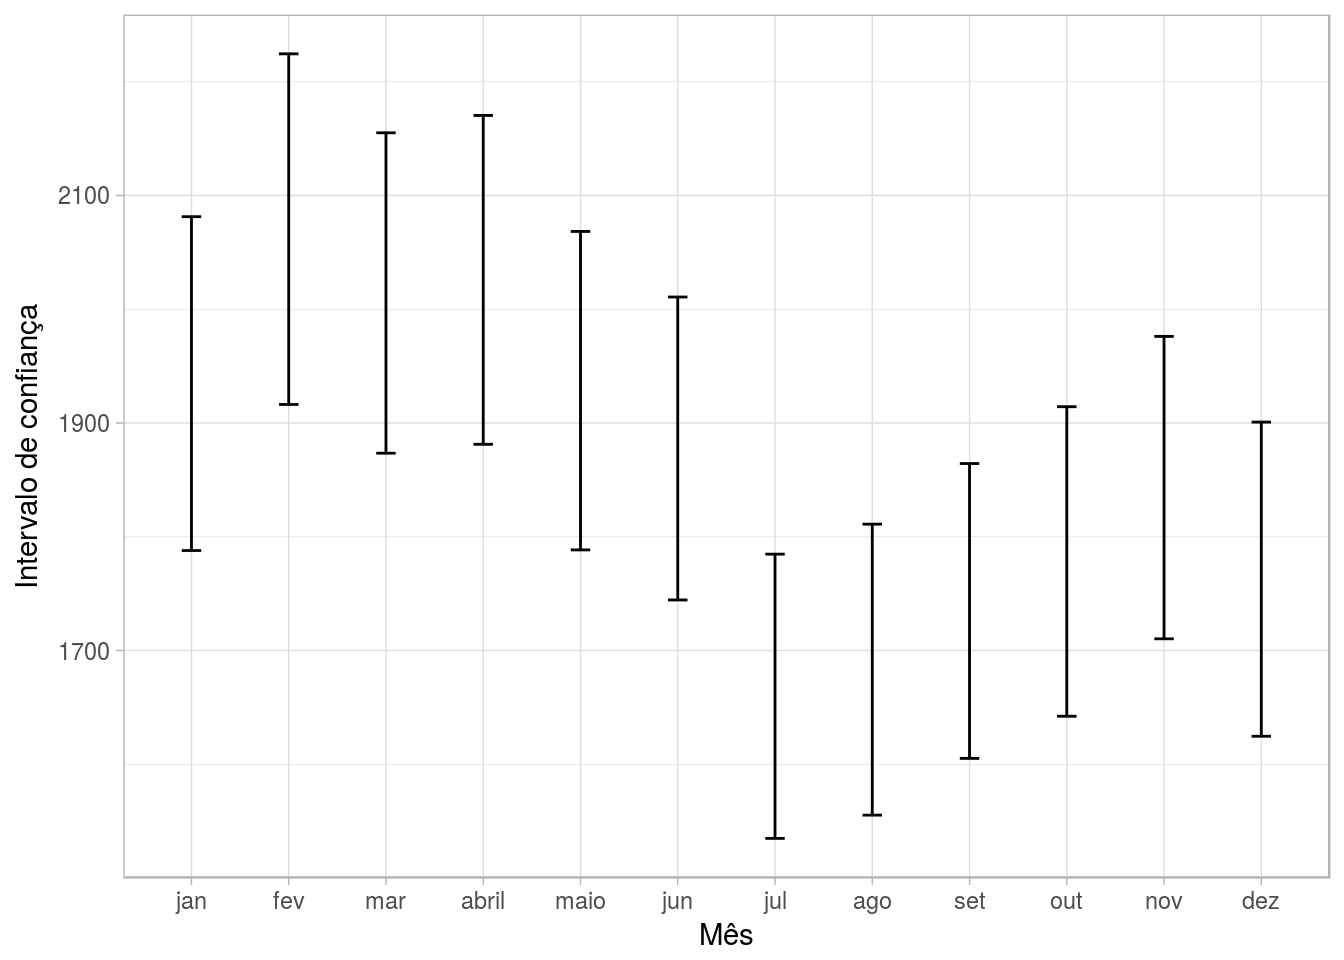 2100
1900
1700
Intervalo de confiança
jan fev mar abril maio jun jul ago set out nov dez
Mês